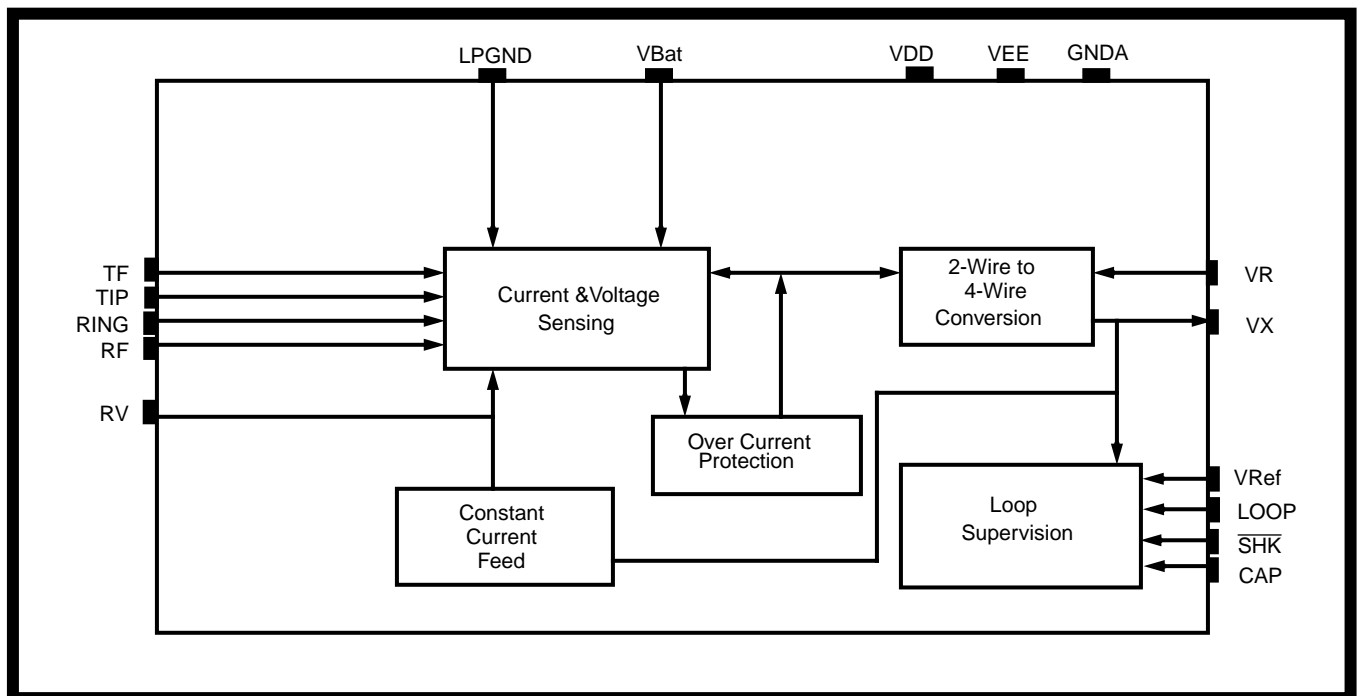 LPGND
VBat
VDD
VEE
GNDA
TF
TIP
RING
RF
RV
Current &Voltage
Sensing
2-Wire to
4-Wire
Conversion
VR
VX
Over Current
Protection
Constant
Current
Feed
Loop
Supervision
VRef
LOOP
SHK
CAP